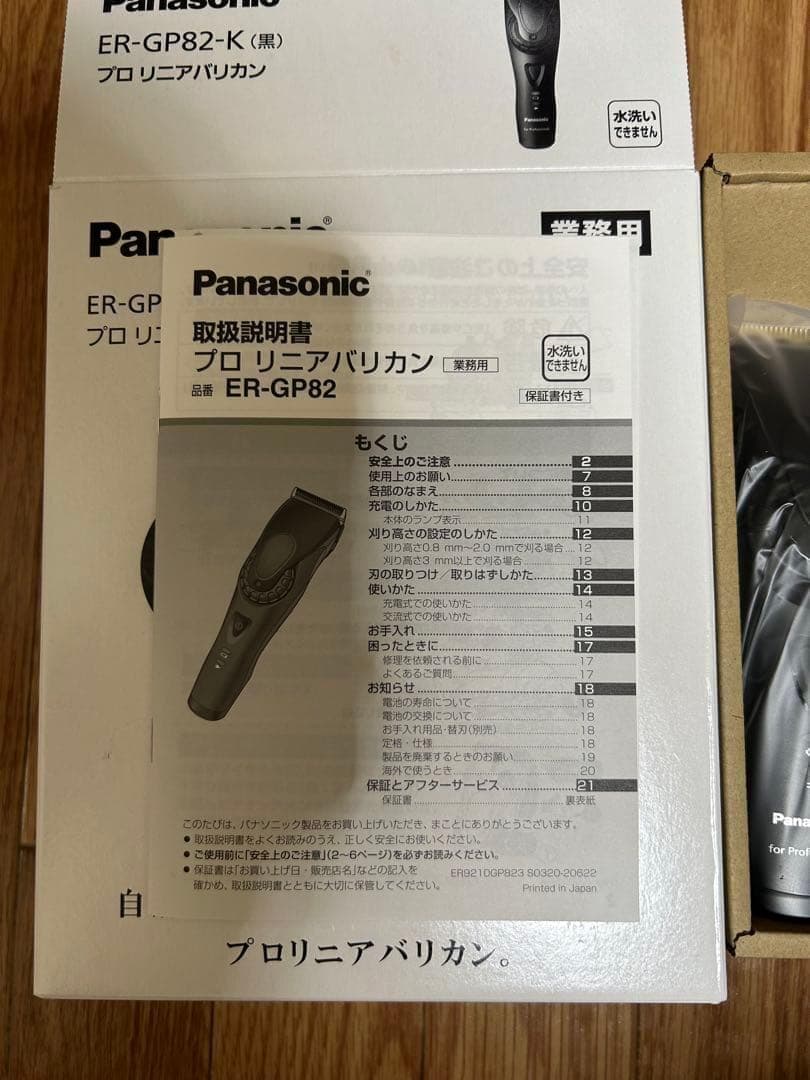 Panasonic
ER-GP82-K(黒)
プロ リニアバリカン
水洗い
できません
Panasonic
for Professional
Panasonic®
業務用
ER-GP
プロ リニ
Panasonic®
取扱説明書
プロ リニアバリカン 業務用
品番 ER-GP82
水洗い
できません
保証書付き
もくじ
安全上のご注意 2
使用上のお願い 7
各部のなまえ 8
充電のしかた 10
本体のランプ表示 11
刈り高さの設定のしかた 12
刈り高さ0.8 mm～2.0 mmで刈る場合 12
刈り高さ3 mm以上で刈る場合 12
刃の取りつけ/取りはずしかた 13
使いかた 14
充電式での使いかた 14
交流式での使いかた 14
お手入れ 15
困ったときに 17
修理を依頼される前に 17
よくあるご質問 17
お知らせ 18
電池の寿命について 18
電池の交換について 18
お手入れ用品・替刃(別売) 18
定格・仕様 18
製品を廃棄するときのお願い 19
海外で使うとき 20
保証とアフターサービス 21
保証書 裏表紙
このたびは、パナソニック製品をお買い上げいただき、まことにありがとうございます。
● 取扱説明書をよくお読みのうえ、正しく安全にお使いください。
● ご使用前に「安全上のご注意」(2～6ページ)を必ずお読みください。
● 保証書は「お買い上げ日・販売店名」などの記入を
確かめ、取扱説明書とともに大切に保管してください。
ER921DGP823 S0320-20622
Printed in Japan
自
プロリニアバリカン。
Pana
for Prof